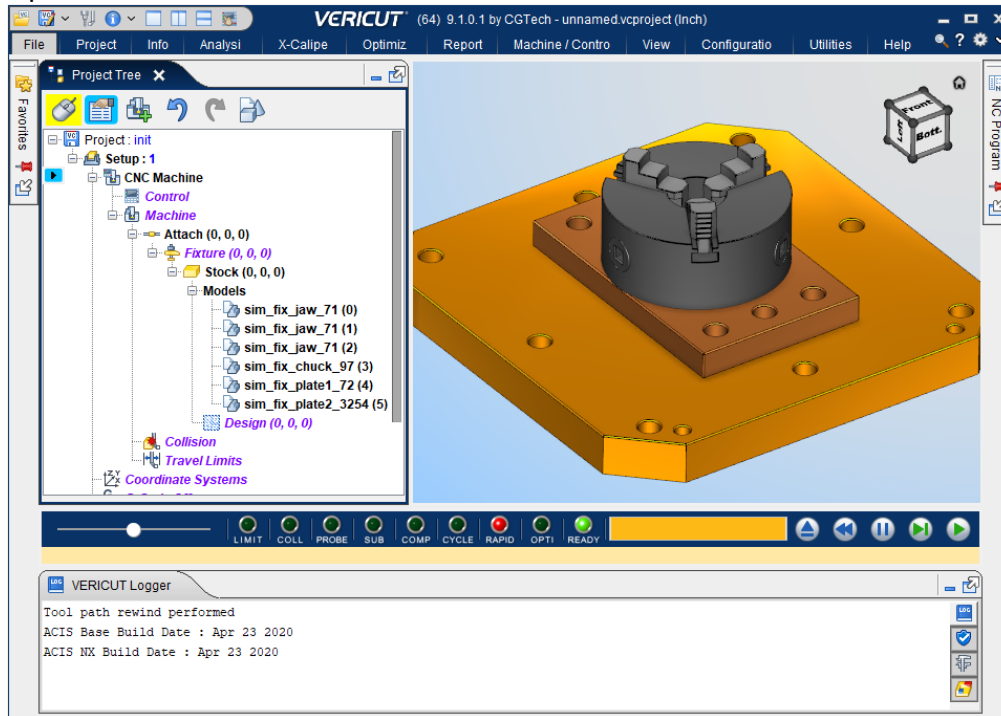 VERICUT (64) 9.1.0.1 by CGTech - unnamed.vcproject (Inch)
File Project Info Analysi X-Calipe Optimiz Report Machine / Contro View Configuratio Utilities Help
Favorites
Project Tree
Project : init
Setup : 1
CNC Machine
Control
Machine
Attach (0, 0, 0)
Fixture (0, 0, 0)
Stock (0, 0, 0)
Models
sim_fix_jaw_71 (0)
sim_fix_jaw_71 (1)
sim_fix_jaw_71 (2)
sim_fix_chuck_97 (3)
sim_fix_plate1_72 (4)
sim_fix_plate2_3254 (5)
Design (0, 0, 0)
Collision
Travel Limits
Coordinate Systems
Front
Left
Bott.
NC Program
LIMIT COLL PROBE SUB COMP CYCLE RAPID OPTI READY
LOG VERICUT Logger
Tool path rewind performed
ACIS Base Build Date : Apr 23 2020
ACIS NX Build Date : Apr 23 2020
LOG